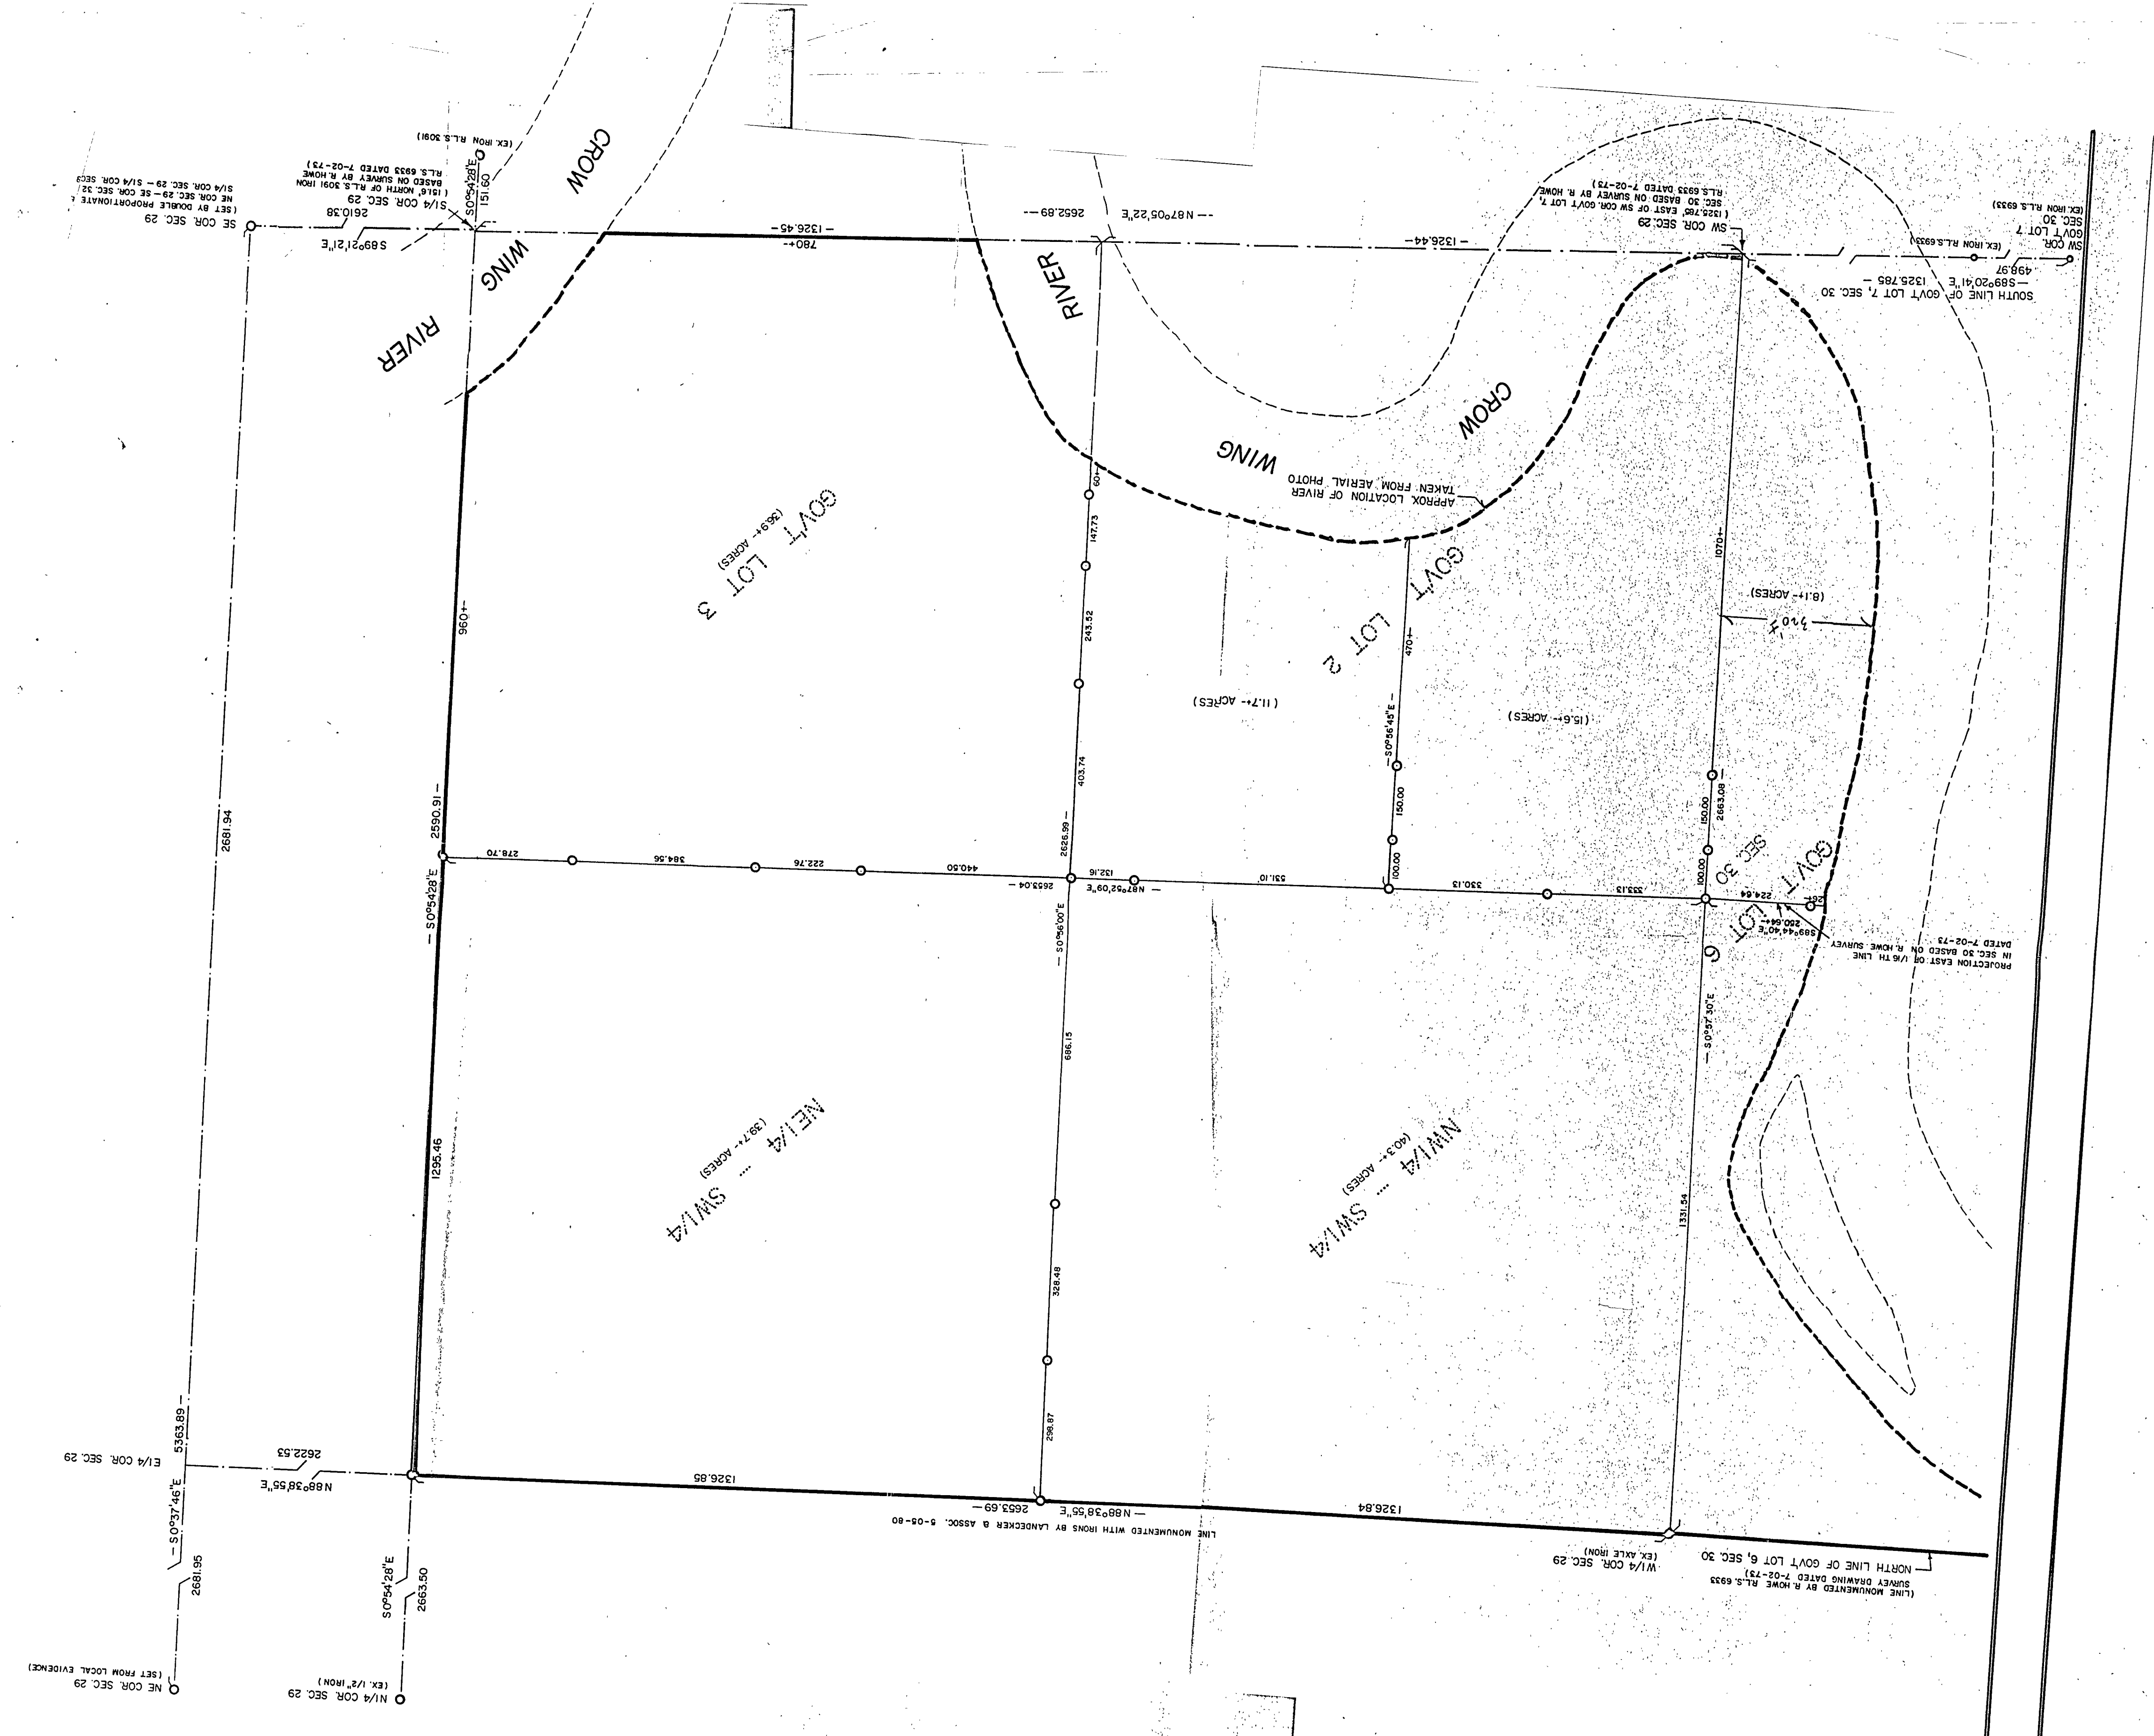 (LINE MONUMENTED BY R. HOWE R.L.S. 6933
SURVEY DRAWING DATED 7-02-73)
NORTH LINE OF GOV'T LOT 6, SEC. 30
W1/4 COR. SEC. 29
(EX. AXLE IRON)
LINE MONUMENTED WITH IRONS BY LANDECKER & ASSOC. 5-05-80
— N88°38'55"E
2653.69 —
1326.84
1326.85
N1/4 COR. SEC. 29
(EX. 1/2" IRON)
NE COR. SEC. 29
(SET FROM LOCAL EVIDENCE)
S0°54'28"E
2663.50
— S0°37'46"E
5363.89 —
2681.95
N88°38'55"E
2622.53
E1/4 COR. SEC. 29
1331.54
— S0°57'30"E
NW1/4 --- SW1/4
(40.3+- ACRES)
298.87
328.48
686.15
— S0°56'00"E
2626.99 —
NE1/4 --- SW1/4
(39.7+- ACRES)
1295.46
— S0°54'28"E
2590.91 —
2681.94
PROJECTION EAST OF 1/16 TH LINE
IN SEC. 30 BASED ON R. HOWE SURVEY
DATED 7-02-73
S89°44'40"E
250.64+-
26+-
224.64
GOV'T LOT 6
SEC. 30
333.13
330.13
531.10
132.16
— N87°52'09"E
2653.04 —
440.50
222.76
384.56
278.70
100.00
150.00
2663.08 —
1070+-
100.00
150.00
— S0°56'45"E —
470+-
403.74
243.52
147.73
60+-
960+-
320'±
(8.1+- ACRES)
(15.6+- ACRES)
(11.7+- ACRES)
GOV'T LOT 2
GOV'T LOT 3
(36.9+- ACRES)
APPROX. LOCATION OF RIVER
TAKEN FROM AERIAL PHOTO
CROW
WING
RIVER
CROW
WING
RIVER
SOUTH LINE OF GOV'T LOT 7, SEC. 30
— S89°20'41"E 1325.785 —
498.97
SW COR.
GOV'T LOT 7
SEC. 30
(EX. IRON R.L.S. 6933)
(EX. IRON R.L.S. 6933)
SW COR. SEC. 29
(1325.785' EAST OF SW COR. GOV'T LOT 7,
SEC. 30 BASED ON SURVEY BY R. HOWE,
R.L.S. 6933 DATED 7-02-73)
— 1326.44 —
— N87°05'22"E
2652.89 —
780+-
— 1326.45 —
S1/4 COR. SEC. 29
(151.6' NORTH OF R.L.S. 3091 IRON
BASED ON SURVEY BY R. HOWE
R.L.S. 6933 DATED 7-02-73)
S0°54'28"E
151.60
(EX. IRON R.L.S. 3091)
S89°21'21"E
2610.38
SE COR. SEC. 29
(SET BY DOUBLE PROPORTIONATE
NE COR. SEC. 29 — SE COR. SEC. 32
S1/4 COR. SEC. 29 — S1/4 COR.